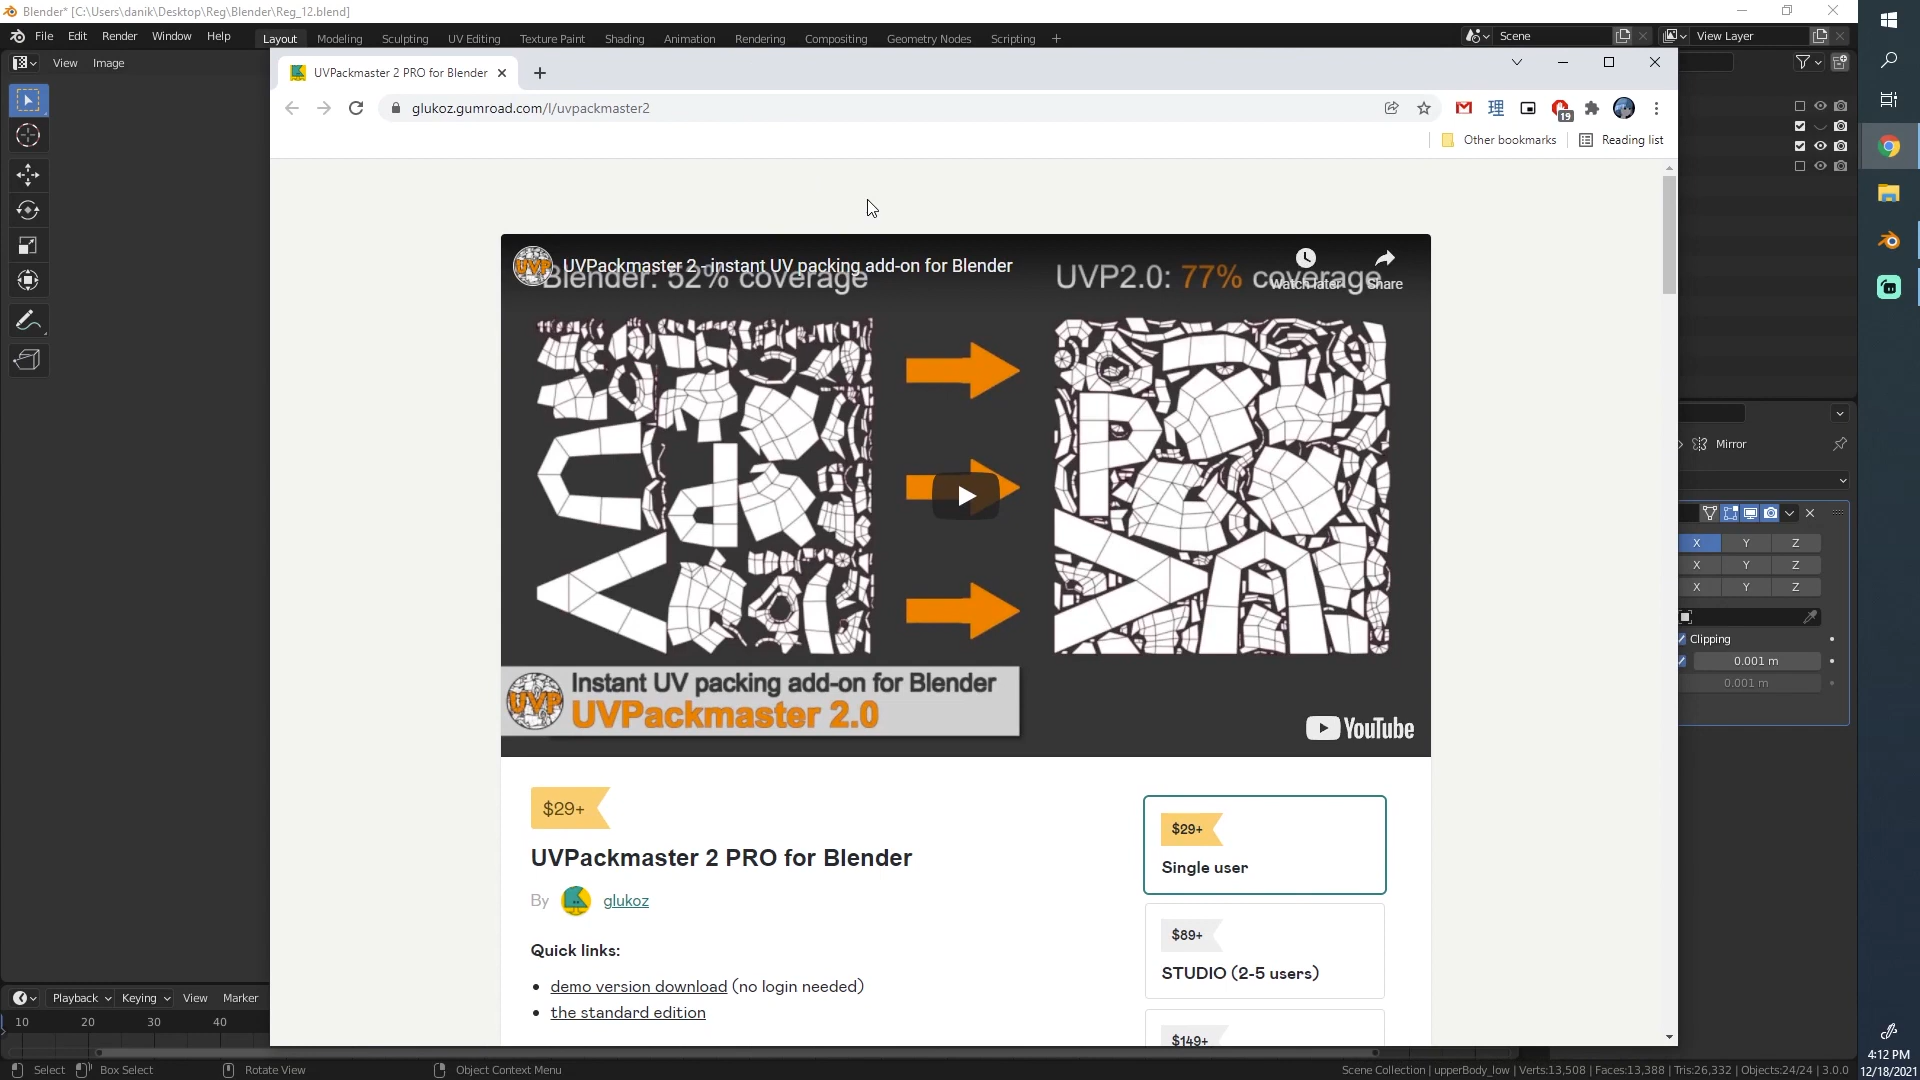 Blender* [C:\Users\danik\Desktop\Reg\Blender\Reg_12.blend]
File Edit Render Window Help Layout Modeling Sculpting UV Editing Texture Paint Shading Animation Rendering Compositing Geometry Nodes Scripting + Scene View Layer
View Image
UVPackmaster 2 PRO for Blender
glukoz.gumroad.com/l/uvpackmaster2
19
Other bookmarks Reading list
UVPackmaster 2 - instant UV packing add-on for Blender
Blender: 52% coverage UVP2.0: 77% coverage
Watch later Share
UVP
Mirror
X Y Z
X Y Z
X Y Z
Clipping
0.001 m
0.001 m
UVP
Instant UV packing add-on for Blender
UVPackmaster 2.0
YouTube
$29+
UVPackmaster 2 PRO for Blender
By glukoz
Quick links:
• demo version download (no login needed)
• the standard edition
$29+
Single user
$89+
STUDIO (2-5 users)
$149+
Playback Keying View Marker
10 20 30 40
Select Box Select Rotate View Object Context Menu
Scene Collection | upperBody_low | Verts:13,508 | Faces:13,388 | Tris:26,332 | Objects:24/24 | 3.0.0
4:12 PM
12/18/2021